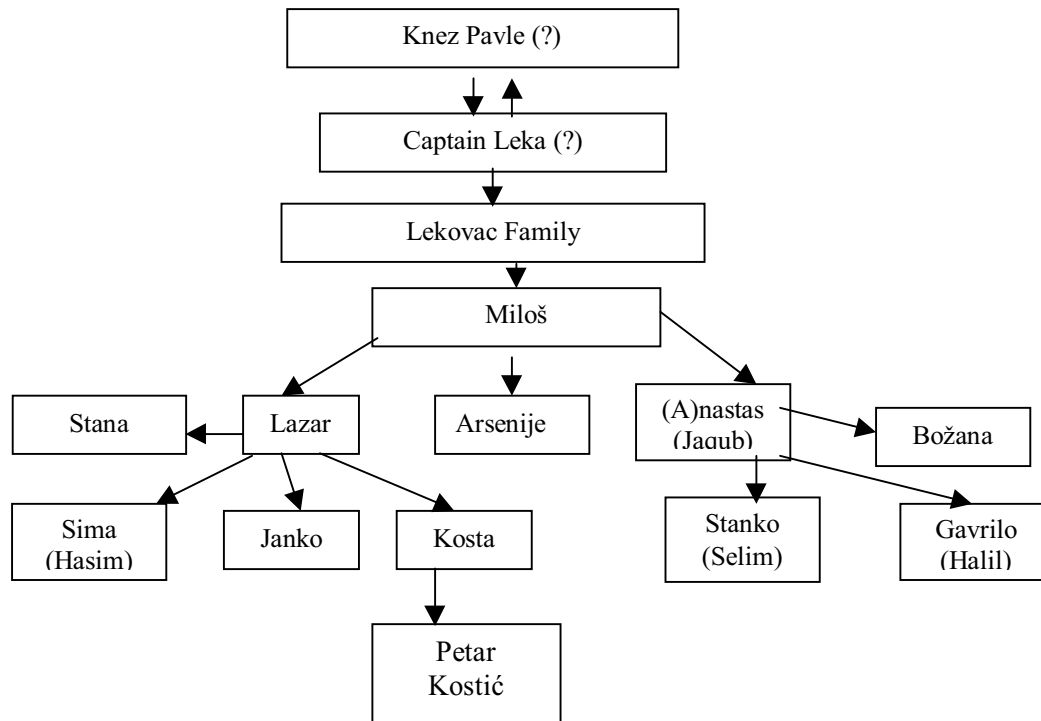 Knez Pavle (?)
Captain Leka (?)
Lekovac Family
Miloš
Stana
Lazar
Arsenije
(A)nastas
(Jaqub)
Božana
Sima
(Hasim)
Janko
Kosta
Stanko
(Selim)
Gavrilo
(Halil)
Petar
Kostić